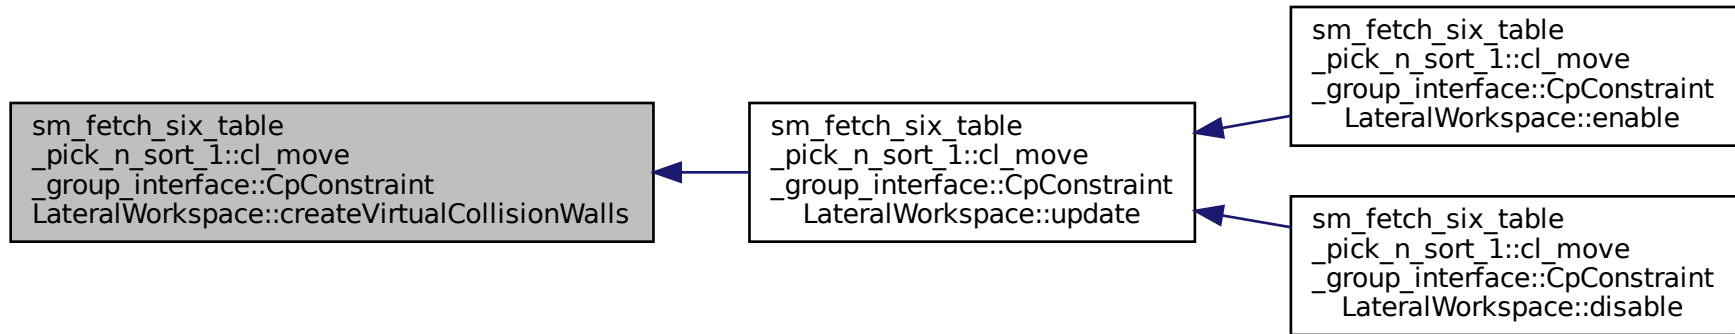 sm_fetch_six_table
_pick_n_sort_1::cl_move
_group_interface::CpConstraint
LateralWorkspace::createVirtualCollisionWalls
sm_fetch_six_table
_pick_n_sort_1::cl_move
_group_interface::CpConstraint
LateralWorkspace::update
sm_fetch_six_table
_pick_n_sort_1::cl_move
_group_interface::CpConstraint
LateralWorkspace::enable
sm_fetch_six_table
_pick_n_sort_1::cl_move
_group_interface::CpConstraint
LateralWorkspace::disable